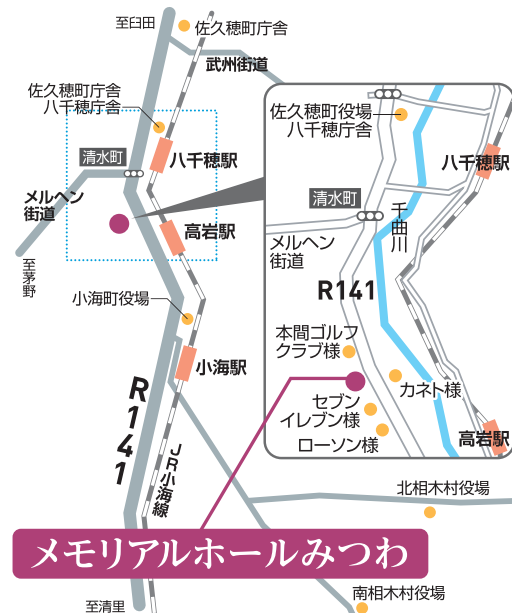 至臼田
佐久穂町庁舎
武州街道
佐久穂町庁舎
八千穂庁舎
清水町
八千穂駅
メルヘン
街道
高岩駅
至茅野
小海町役場
小海駅
R141
JR小海線
佐久穂町役場
八千穂庁舎
八千穂駅
清水町
千曲川
メルヘン
街道
R141
本間ゴルフ
クラブ様
カネト様
セブン
イレブン様
ローソン様
高岩駅
北相木村役場
メモリアルホールみつわ
南相木村役場
至清里